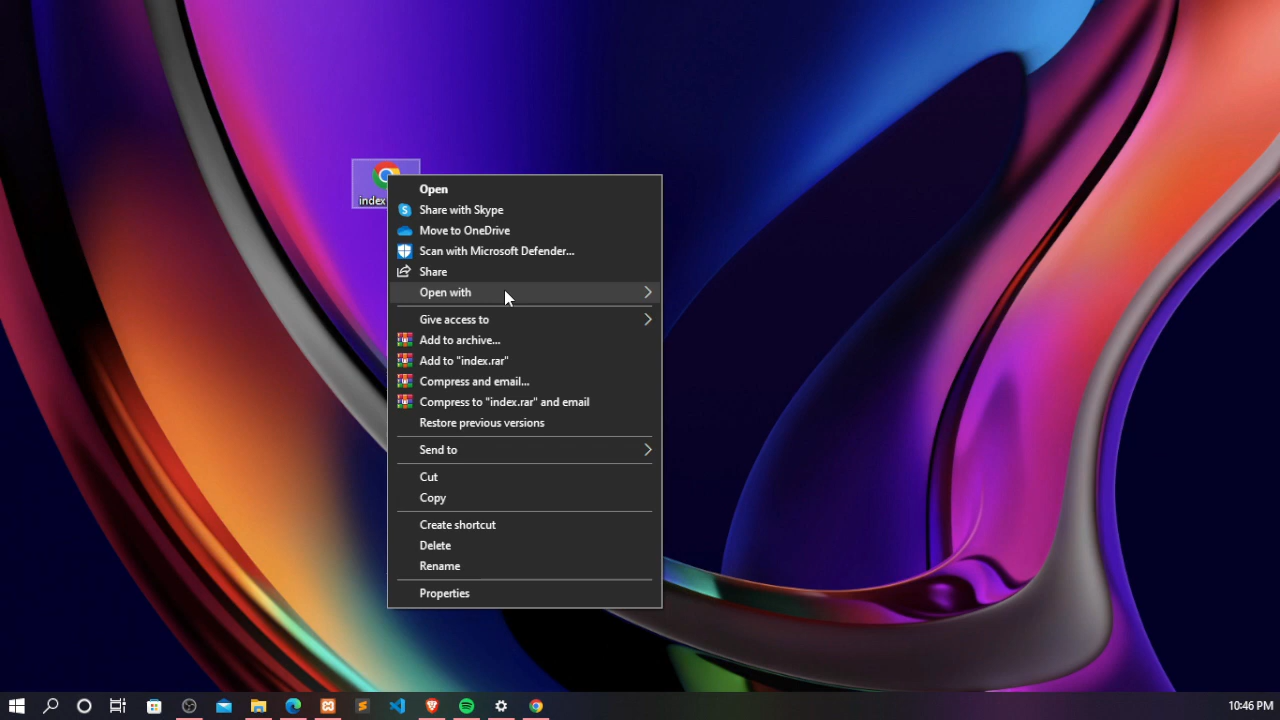 index
Open
Share with Skype
Move to OneDrive
Scan with Microsoft Defender...
Share
Open with
Give access to
Add to archive...
Add to "index.rar"
Compress and email...
Compress to "index.rar" and email
Restore previous versions
Send to
Cut
Copy
Create shortcut
Delete
Rename
Properties
10:46 PM